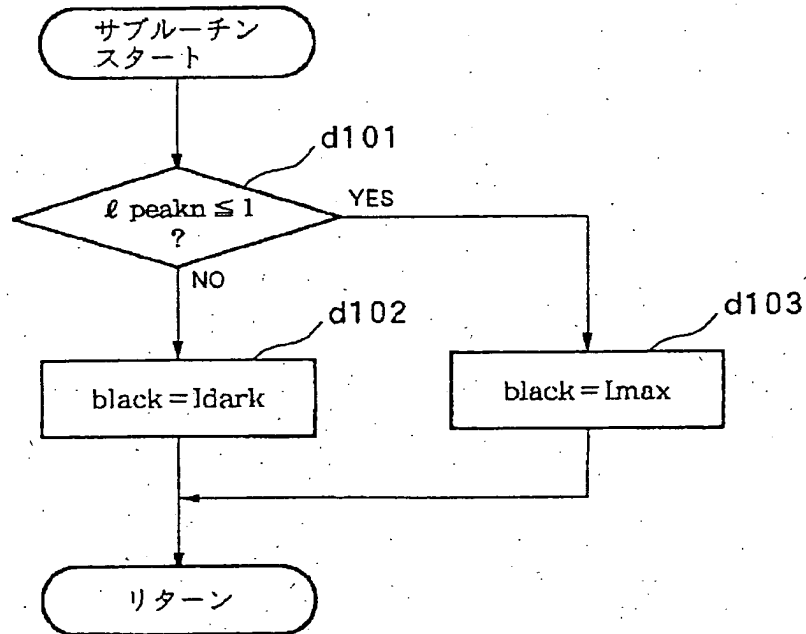 サブルーチン
スタート
d101
ℓ peakn ≦ 1
?
YES
NO
d102
d103
black=Idark
black=Imax
リターン